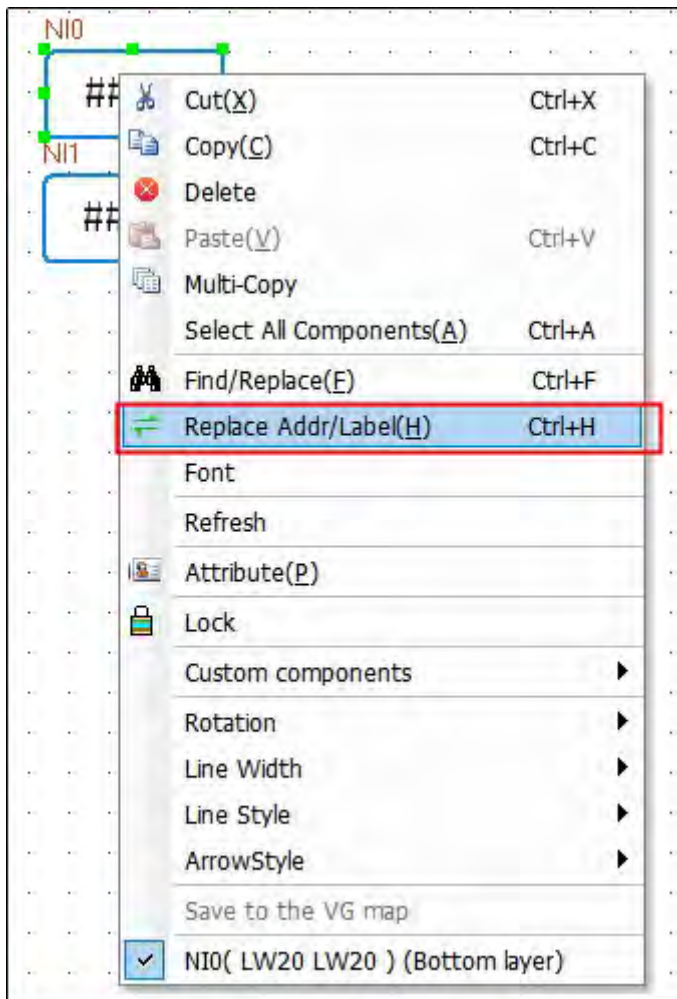 NI0
##
NI1
##
Cut(X) Ctrl+X
Copy(C) Ctrl+C
Delete
Paste(V) Ctrl+V
Multi-Copy
Select All Components(A) Ctrl+A
Find/Replace(F) Ctrl+F
Replace Addr/Label(H) Ctrl+H
Font
Refresh
Attribute(P)
Lock
Custom components
Rotation
Line Width
Line Style
ArrowStyle
Save to the VG map
NI0( LW20 LW20 ) (Bottom layer)